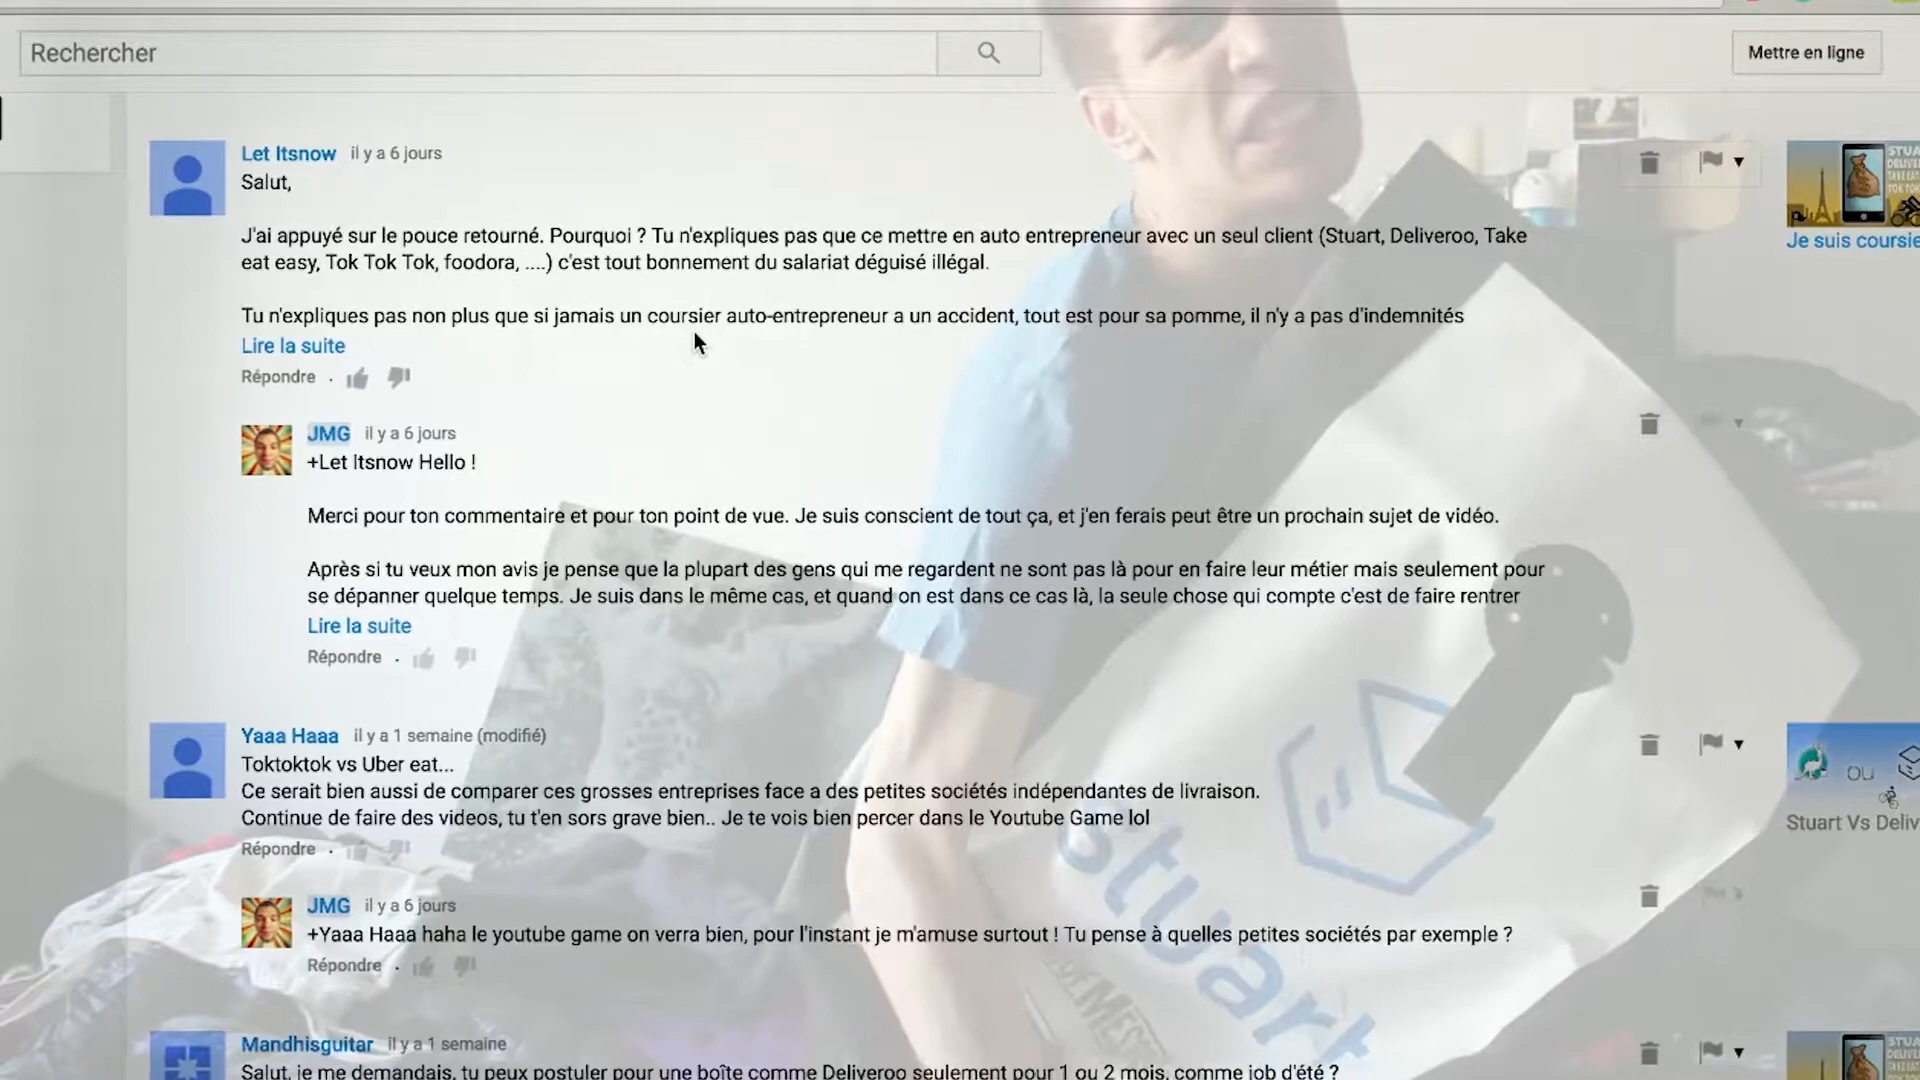 Rechercher
Mettre en ligne
Let Itsnow il y a 6 jours
Salut,
J'ai appuyé sur le pouce retourné. Pourquoi ? Tu n'expliques pas que ce mettre en auto entrepreneur avec un seul client (Stuart, Deliveroo, Take
eat easy, Tok Tok Tok, foodora, ....) c'est tout bonnement du salariat déguisé illégal.
Tu n'expliques pas non plus que si jamais un coursier auto-entrepreneur a un accident, tout est pour sa pomme, il n'y a pas d'indemnités
Lire la suite
Répondre .
Je suis coursie
JMG il y a 6 jours
+Let Itsnow Hello !
Merci pour ton commentaire et pour ton point de vue. Je suis conscient de tout ça, et j'en ferais peut être un prochain sujet de vidéo.
Après si tu veux mon avis je pense que la plupart des gens qui me regardent ne sont pas là pour en faire leur métier mais seulement pour
se dépanner quelque temps. Je suis dans le même cas, et quand on est dans ce cas là, la seule chose qui compte c'est de faire rentrer
Lire la suite
Répondre .
Yaaa Haaa il y a 1 semaine (modifié)
Toktoktok vs Uber eat...
Ce serait bien aussi de comparer ces grosses entreprises face a des petites sociétés indépendantes de livraison.
Continue de faire des videos, tu t'en sors grave bien.. Je te vois bien percer dans le Youtube Game lol
Répondre .
OU
Stuart Vs Deliv
JMG il y a 6 jours
+Yaaa Haaa haha le youtube game on verra bien, pour l'instant je m'amuse surtout ! Tu pense à quelles petites sociétés par exemple ?
Répondre .
stuart
Mandhisguitar il y a 1 semaine
Salut, je me demandais, tu peux postuler pour une boîte comme Deliveroo seulement pour 1 ou 2 mois, comme job d'été ?